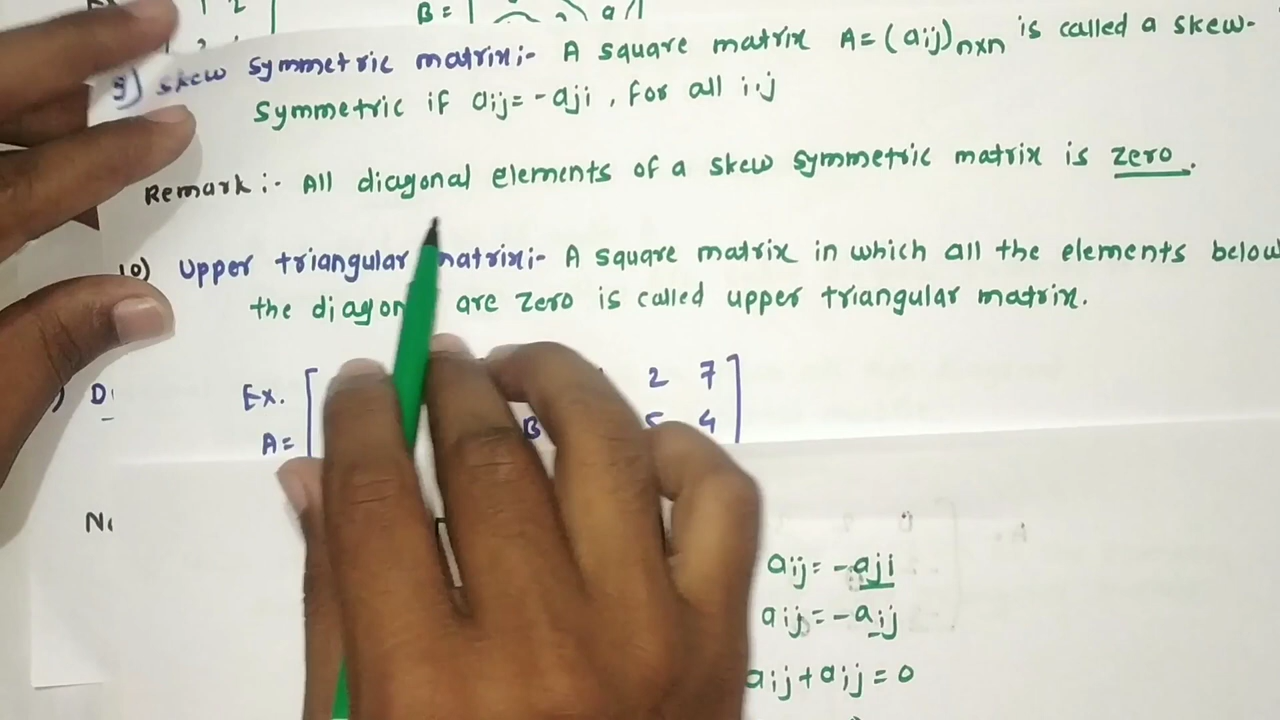 1 2
B =
9) Skew symmetric matrix:- A square matrix A=(aij)n×n is called a skew-
symmetric if aij = -aji , for all i,j
Remark :- All diagonal elements of a skew symmetric matrix is zero.
10) Upper triangular matrix:- A square matrix in which all the elements below
the diagon are zero is called upper triangular matrix.
Ex. 2 7
A= B 5 4
D
N
aij = -aji
aij = -aij
aij + aij = 0